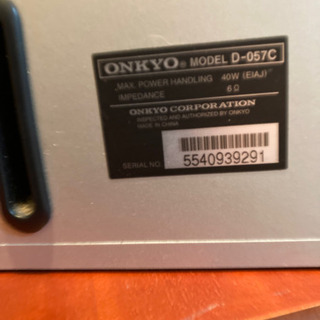 ONKYO® MODEL D-057C
MAX. POWER HANDLING 40W (EIAJ)
IMPEDANCE 6Ω
ONKYO CORPORATION
INSPECTED AND AUTHORIZED BY ONKYO
MADE IN CHINA
SERIAL NO. 5540939291